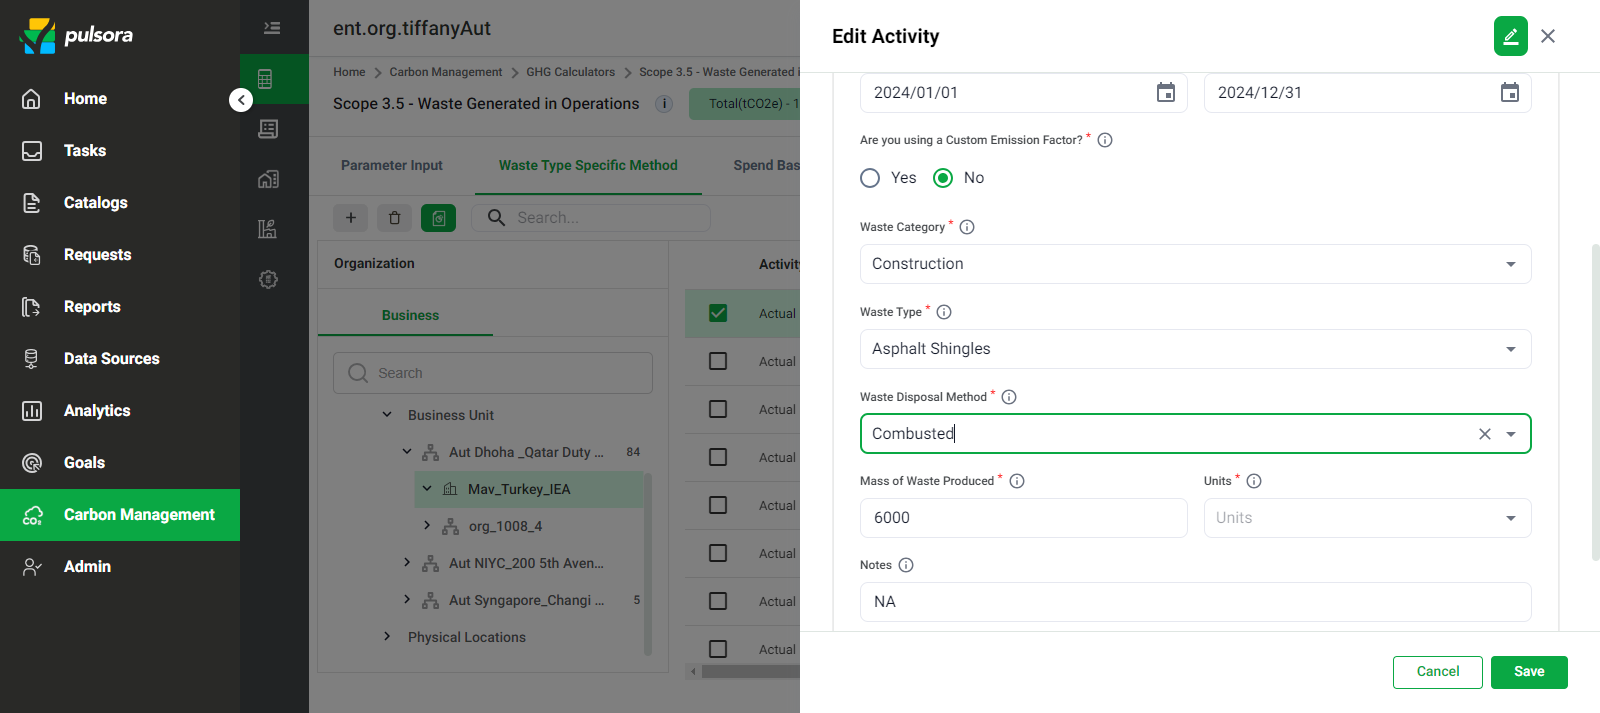 pulsora
Home
Tasks
Catalogs
Requests
Reports
Data Sources
Analytics
Goals
Carbon Management
Admin
ent.org.tiffanyAut
Home > Carbon Management > GHG Calculators > Scope 3.5 - Waste Generated
Scope 3.5 - Waste Generated in Operations
Total(tCO2e) - 1
Parameter Input
Waste Type Specific Method
Spend Bas
Search...
Organization
Business
Search
Business Unit
Aut Dhoha _Qatar Duty ... 84
Mav_Turkey_IEA
org_1008_4
Aut NIYC_200 5th Aven...
Aut Syngapore_Changi ... 5
Physical Locations
Activity
Actual
Actual
Actual
Actual
Actual
Actual
Actual
Actual
Edit Activity
2024/01/01
2024/12/31
Are you using a Custom Emission Factor? *
Yes
No
Waste Category *
Construction
Waste Type *
Asphalt Shingles
Waste Disposal Method *
Combusted
Mass of Waste Produced *
Units *
6000
Units
Notes
NA
Cancel
Save